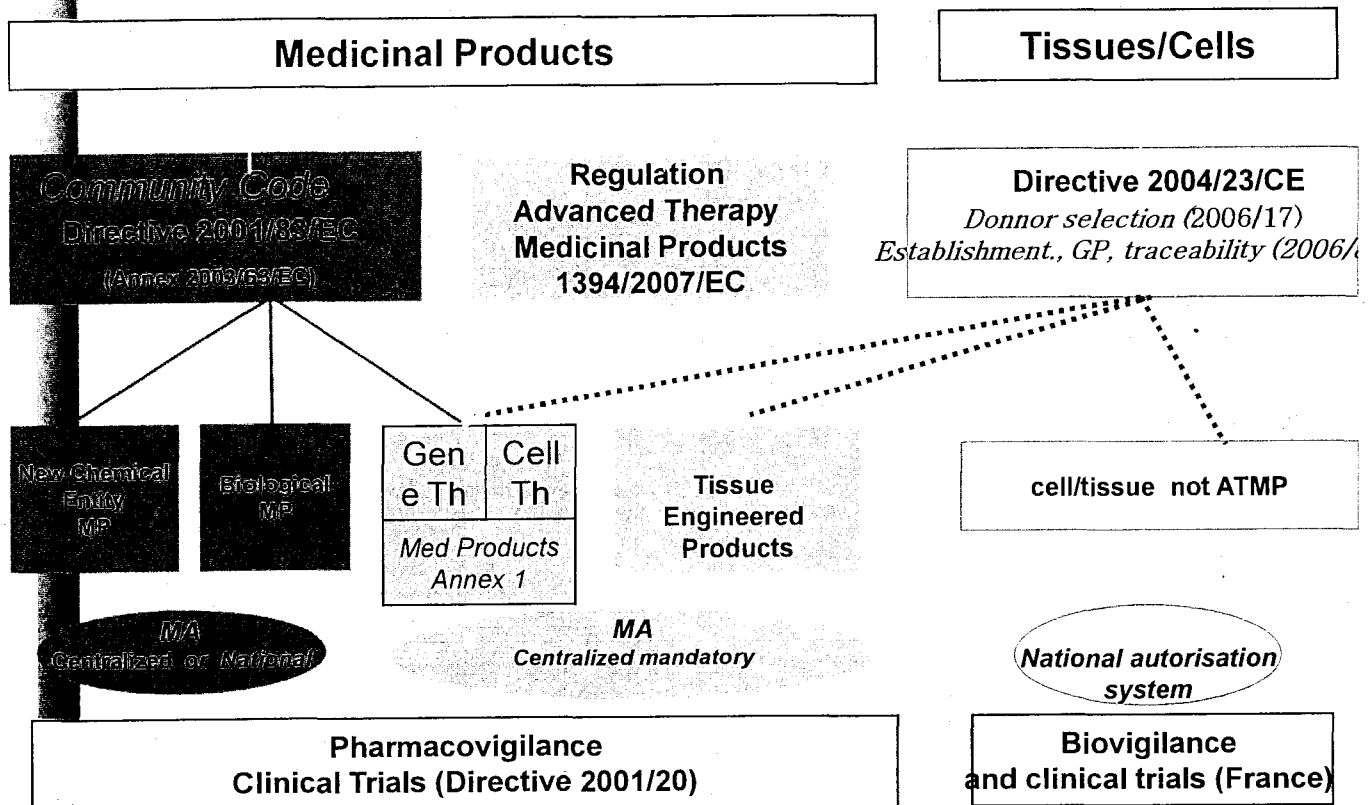 Medicinal Products
Tissues/Cells
Community Code
Directive 2001/83/EC
(Annex 2003/63/EC)
Regulation
Advanced Therapy
Medicinal Products
1394/2007/EC
Directive 2004/23/CE
Donnor selection (2006/17)
Establishment., GP, traceability (2006/
New Chemical
Entity
MP
Biological
MP
Gen
e Th
Cell
Th
Med Products
Annex 1
Tissue
Engineered
Products
cell/tissue not ATMP
MA
Centralized or National
MA
Centralized mandatory
National autorisation
system
Pharmacovigilance
Clinical Trials (Directive 2001/20)
Biovigilance
and clinical trials (France)